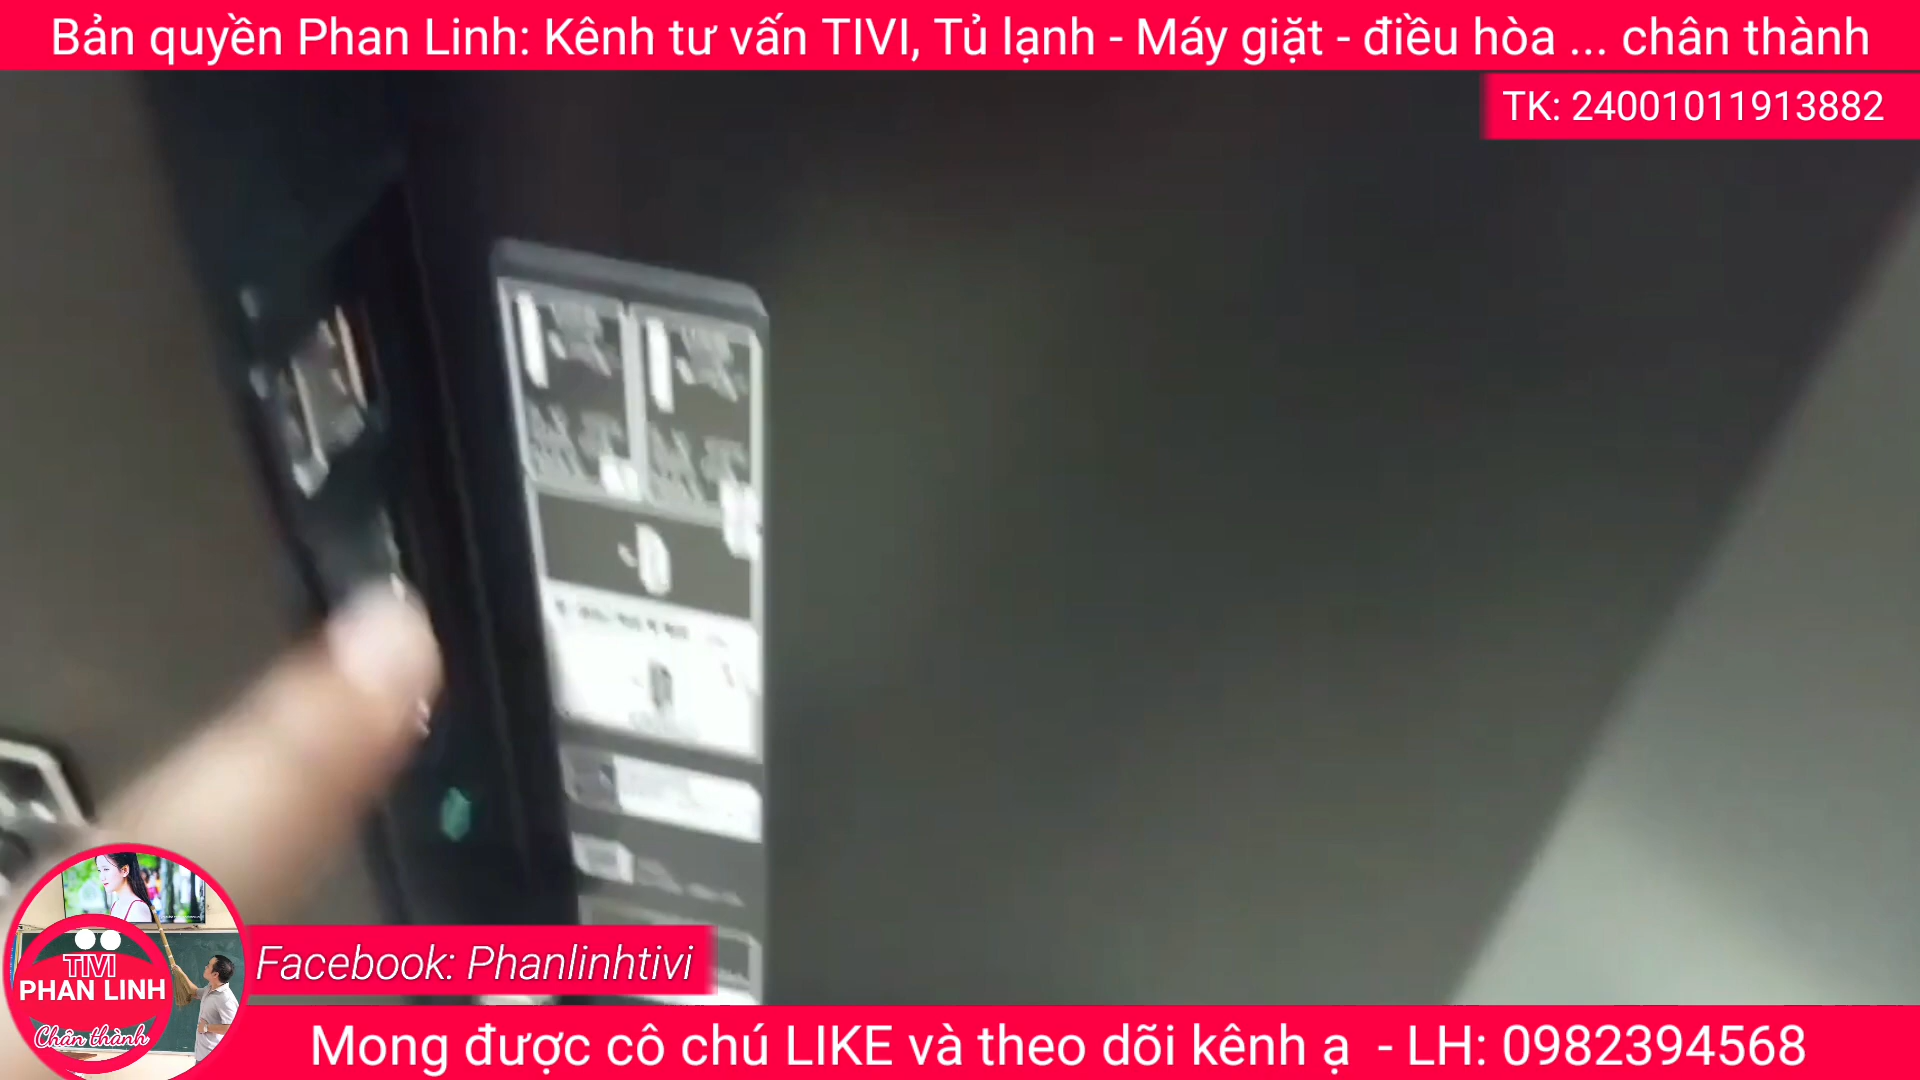 Bản quyền Phan Linh: Kênh tư vấn TIVI, Tủ lạnh - Máy giặt - điều hòa ... chân thành
TK: 24001011913882
TIVI
PHAN LINH
Chân thành
Facebook: Phanlinhtivi
Mong được cô chú LIKE và theo dõi kênh ạ - LH: 0982394568